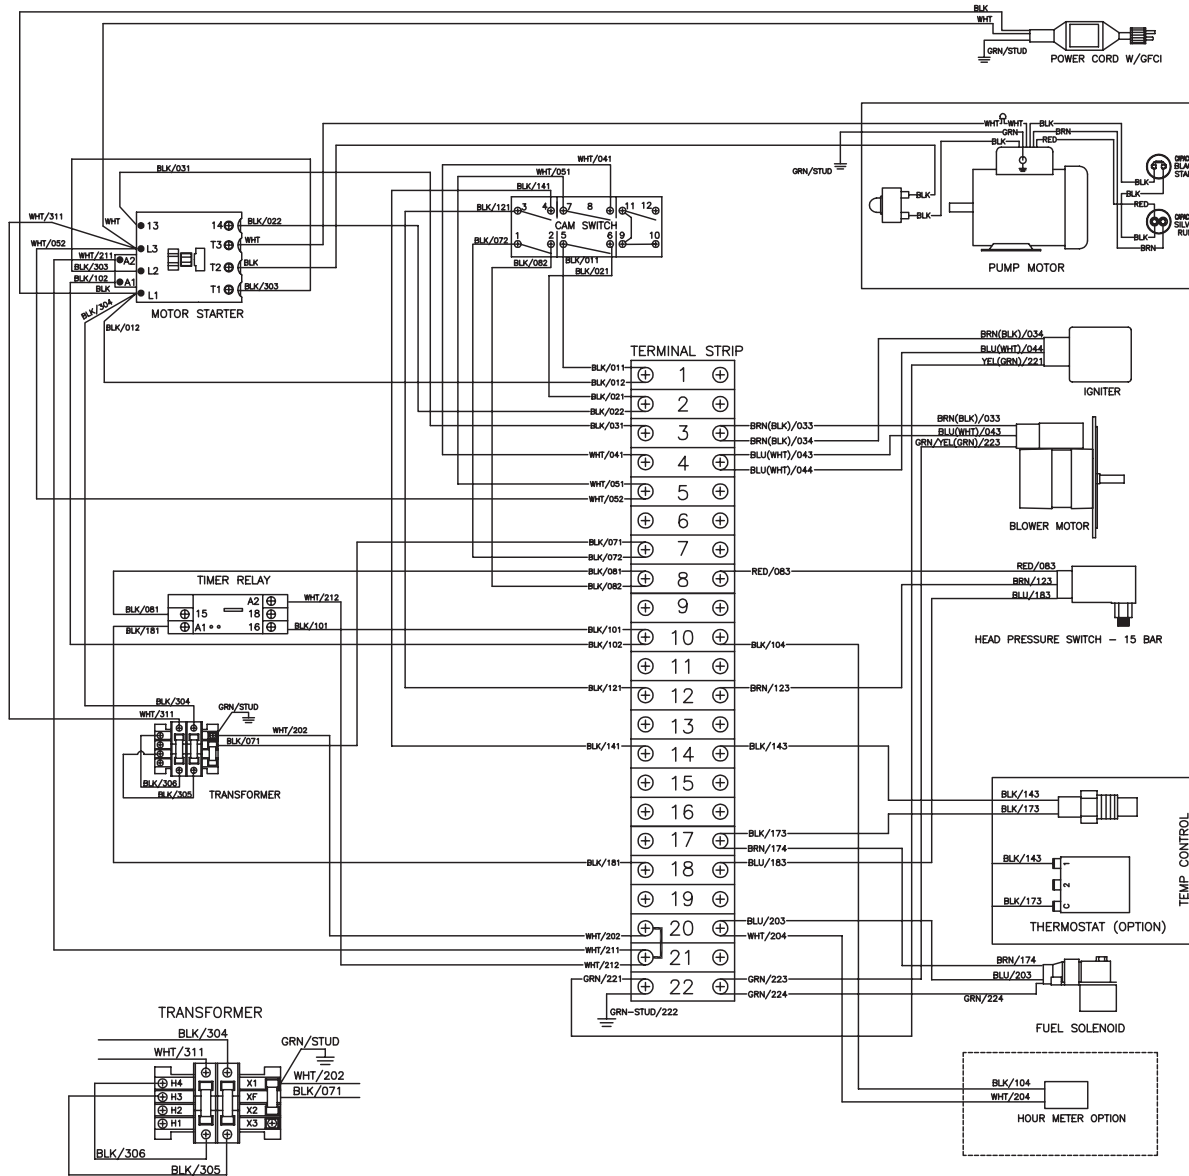 BLK
WHT
GRN/STUD
POWER CORD W/GFCI
WHT
WHT
BLK
GRN
BRN
RED
BLK
GRN/STUD
BLK
BLK
BLK
BLK
RED
BLK
BRN
PUMP MOTOR
BLK/031
WHT/041
WHT/051
BLK/141
BLK/121
3
4
7
8
11
12
CAM SWITCH
BLK/072
1
2
5
6
9
10
BLK/082
BLK/011
BLK/021
WHT/311
WHT
WHT/052
WHT/211
BLK/303
BLK/102
BLK
BLK/304
BLK/012
13
L3
A2
L2
A1
L1
14
T3
T2
T1
BLK/022
WHT
BLK
BLK/303
MOTOR STARTER
TERMINAL STRIP
BLK/011
BLK/012
1
BLK/021
BLK/022
2
BLK/031
3
BRN(BLK)/033
BRN(BLK)/034
WHT/041
4
BLU(WHT)/043
BLU(WHT)/044
WHT/051
WHT/052
5
6
BLK/071
BLK/072
7
BLK/081
BLK/082
8
RED/083
9
BLK/101
BLK/102
10
BLK/104
11
BLK/121
12
BRN/123
13
BLK/141
14
BLK/143
15
16
17
BLK/173
BRN/174
BLK/181
18
BLU/183
19
WHT/202
20
BLU/203
WHT/204
WHT/211
WHT/212
21
GRN/221
22
GRN/223
GRN/224
GRN-STUD/222
BRN(BLK)/034
BLU(WHT)/044
YEL(GRN)/221
IGNITER
BRN(BLK)/033
BLU(WHT)/043
GRN/YEL(GRN)/223
BLOWER MOTOR
RED/083
BRN/123
BLU/183
HEAD PRESSURE SWITCH - 15 BAR
TIMER RELAY
BLK/081
BLK/181
15
A1
A2
18
16
WHT/212
BLK/101
BLK/304
WHT/311
GRN/STUD
WHT/202
BLK/071
BLK/306
BLK/305
TRANSFORMER
BLK/143
BLK/173
BLK/143
BLK/173
1
2
C
THERMOSTAT (OPTION)
TEMP CONTROL
BRN/174
BLU/203
GRN/224
FUEL SOLENOID
BLK/104
WHT/204
HOUR METER OPTION
TRANSFORMER
BLK/304
WHT/311
GRN/STUD
WHT/202
BLK/071
H4
H3
H2
H1
X1
XF
X2
X3
BLK/306
BLK/305